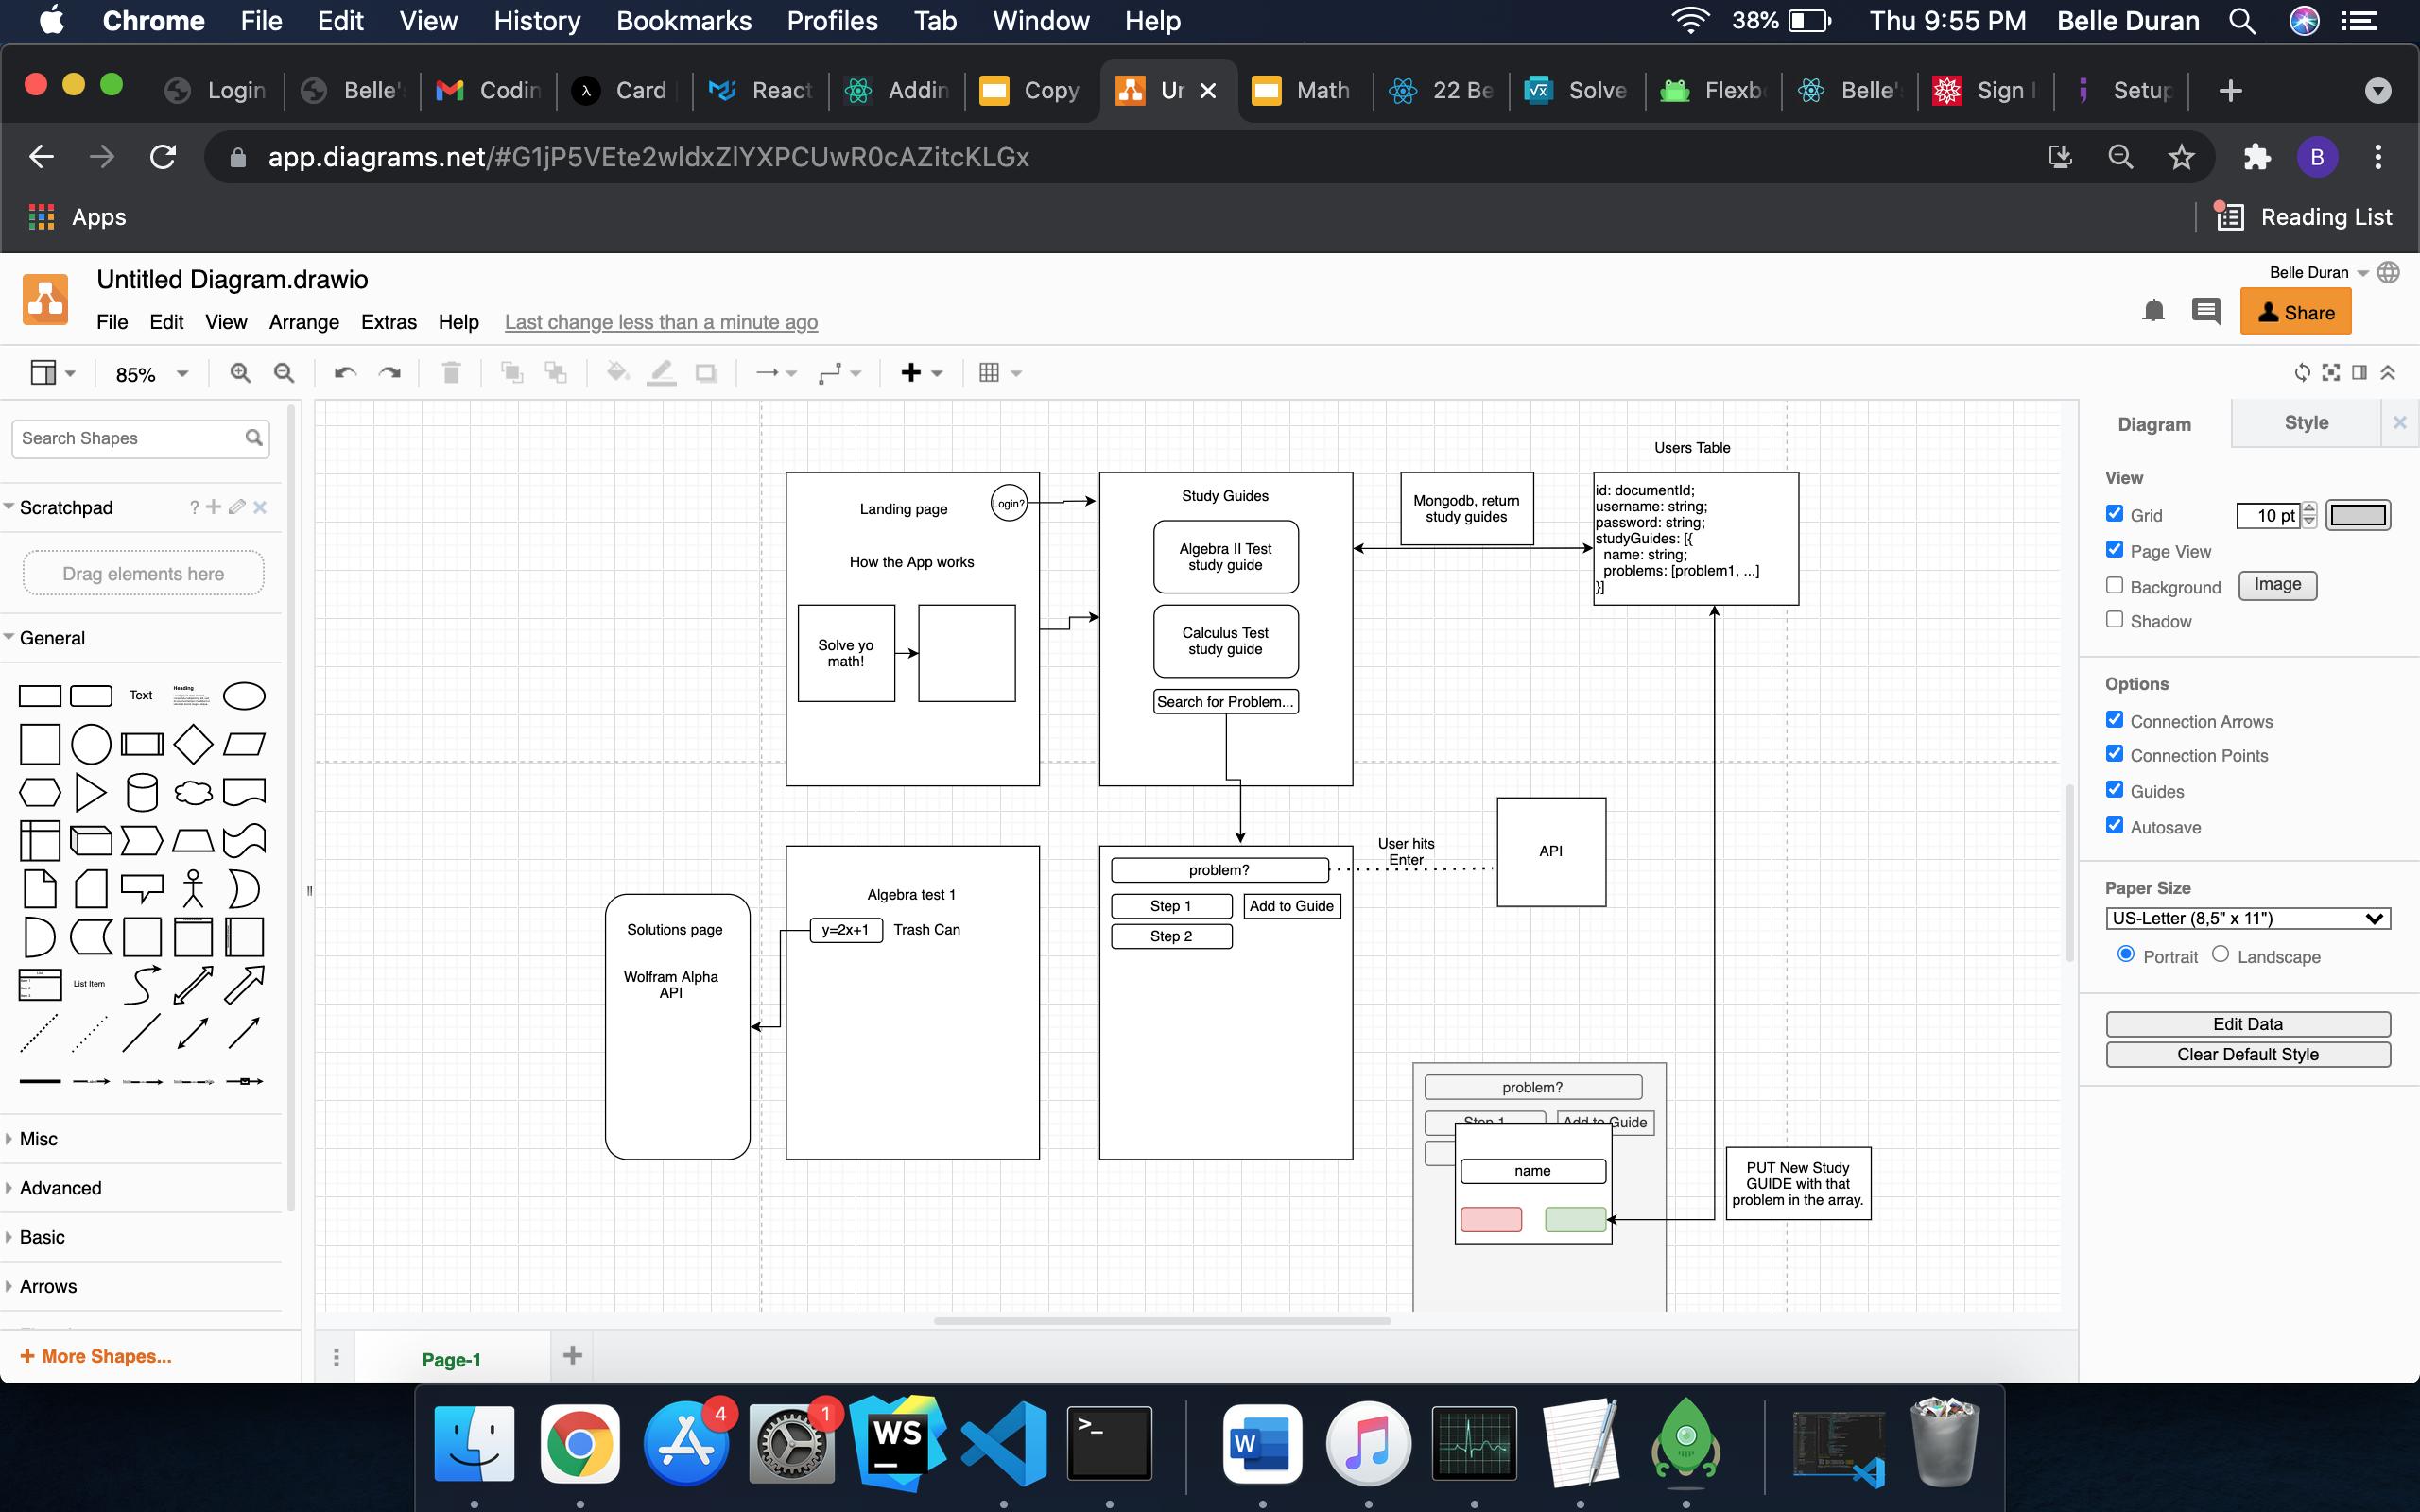 Chrome File Edit View History Bookmarks Profiles Tab Window Help
38% Thu 9:55 PM Belle Duran
Login Belle' Codin Card React Addin Copy Ur Math 22 Be Solve Flexb Belle' Sign Setup
app.diagrams.net/#G1jP5VEte2wldxZlYXPCUwR0cAZitcKLGx
B
Apps
Reading List
Untitled Diagram.drawio
Belle Duran
File Edit View Arrange Extras Help Last change less than a minute ago
Share
85%
Search Shapes
Scratchpad
?
Drag elements here
General
Text
Heading
List Item
Misc
Advanced
Basic
Arrows
+ More Shapes...
Landing page
Login?
How the App works
Solve yo
math!
Study Guides
Algebra II Test
study guide
Calculus Test
study guide
Search for Problem...
Mongodb, return
study guides
Users Table
id: documentId;
username: string;
password: string;
studyGuides: [{
name: string;
problems: [problem1, ...]
}]
Solutions page
Wolfram Alpha
API
Algebra test 1
y=2x+1
Trash Can
problem?
Step 1
Add to Guide
Step 2
User hits
Enter
API
problem?
Step 1
Add to Guide
name
PUT New Study
GUIDE with that
problem in the array.
Page-1
Diagram
Style
View
Grid
10 pt
Page View
Background
Image
Shadow
Options
Connection Arrows
Connection Points
Guides
Autosave
Paper Size
US-Letter (8,5" x 11")
Portrait Landscape
Edit Data
Clear Default Style
4
1
WS
>_
W